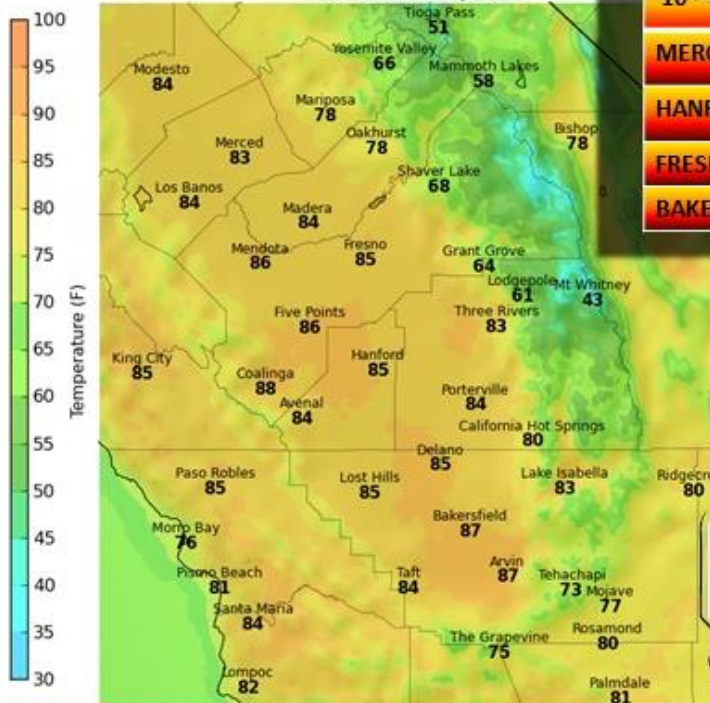 100
95
90
85
80
75
70
65
60
55
50
45
40
35
30
Temperature (F)
Tioga Pass
51
Yosemite Valley
66
Mammoth Lakes
58
Modesto
84
Mariposa
78
Oakhurst
78
Bishop
78
Merced
83
Shaver Lake
68
Los Banos
84
Madera
84
Mendota
86
Fresno
85
Grant Grove
64
Lodgepole
61
Mt Whitney
43
Five Points
86
Three Rivers
83
King City
85
Hanford
85
Coalinga
88
Avenal
84
Porterville
84
California Hot Springs
80
Delano
85
Paso Robles
85
Lost Hills
85
Lake Isabella
83
Ridgecre
80
Bakersfield
87
Morro Bay
76
Arvin
87
Pismo Beach
81
Taft
84
Tehachapi
73
Mojave
77
Santa Maria
84
Rosamond
80
The Grapevine
75
Lompoc
82
Palmdale
81
MERC
HANF
FRES
BAKE